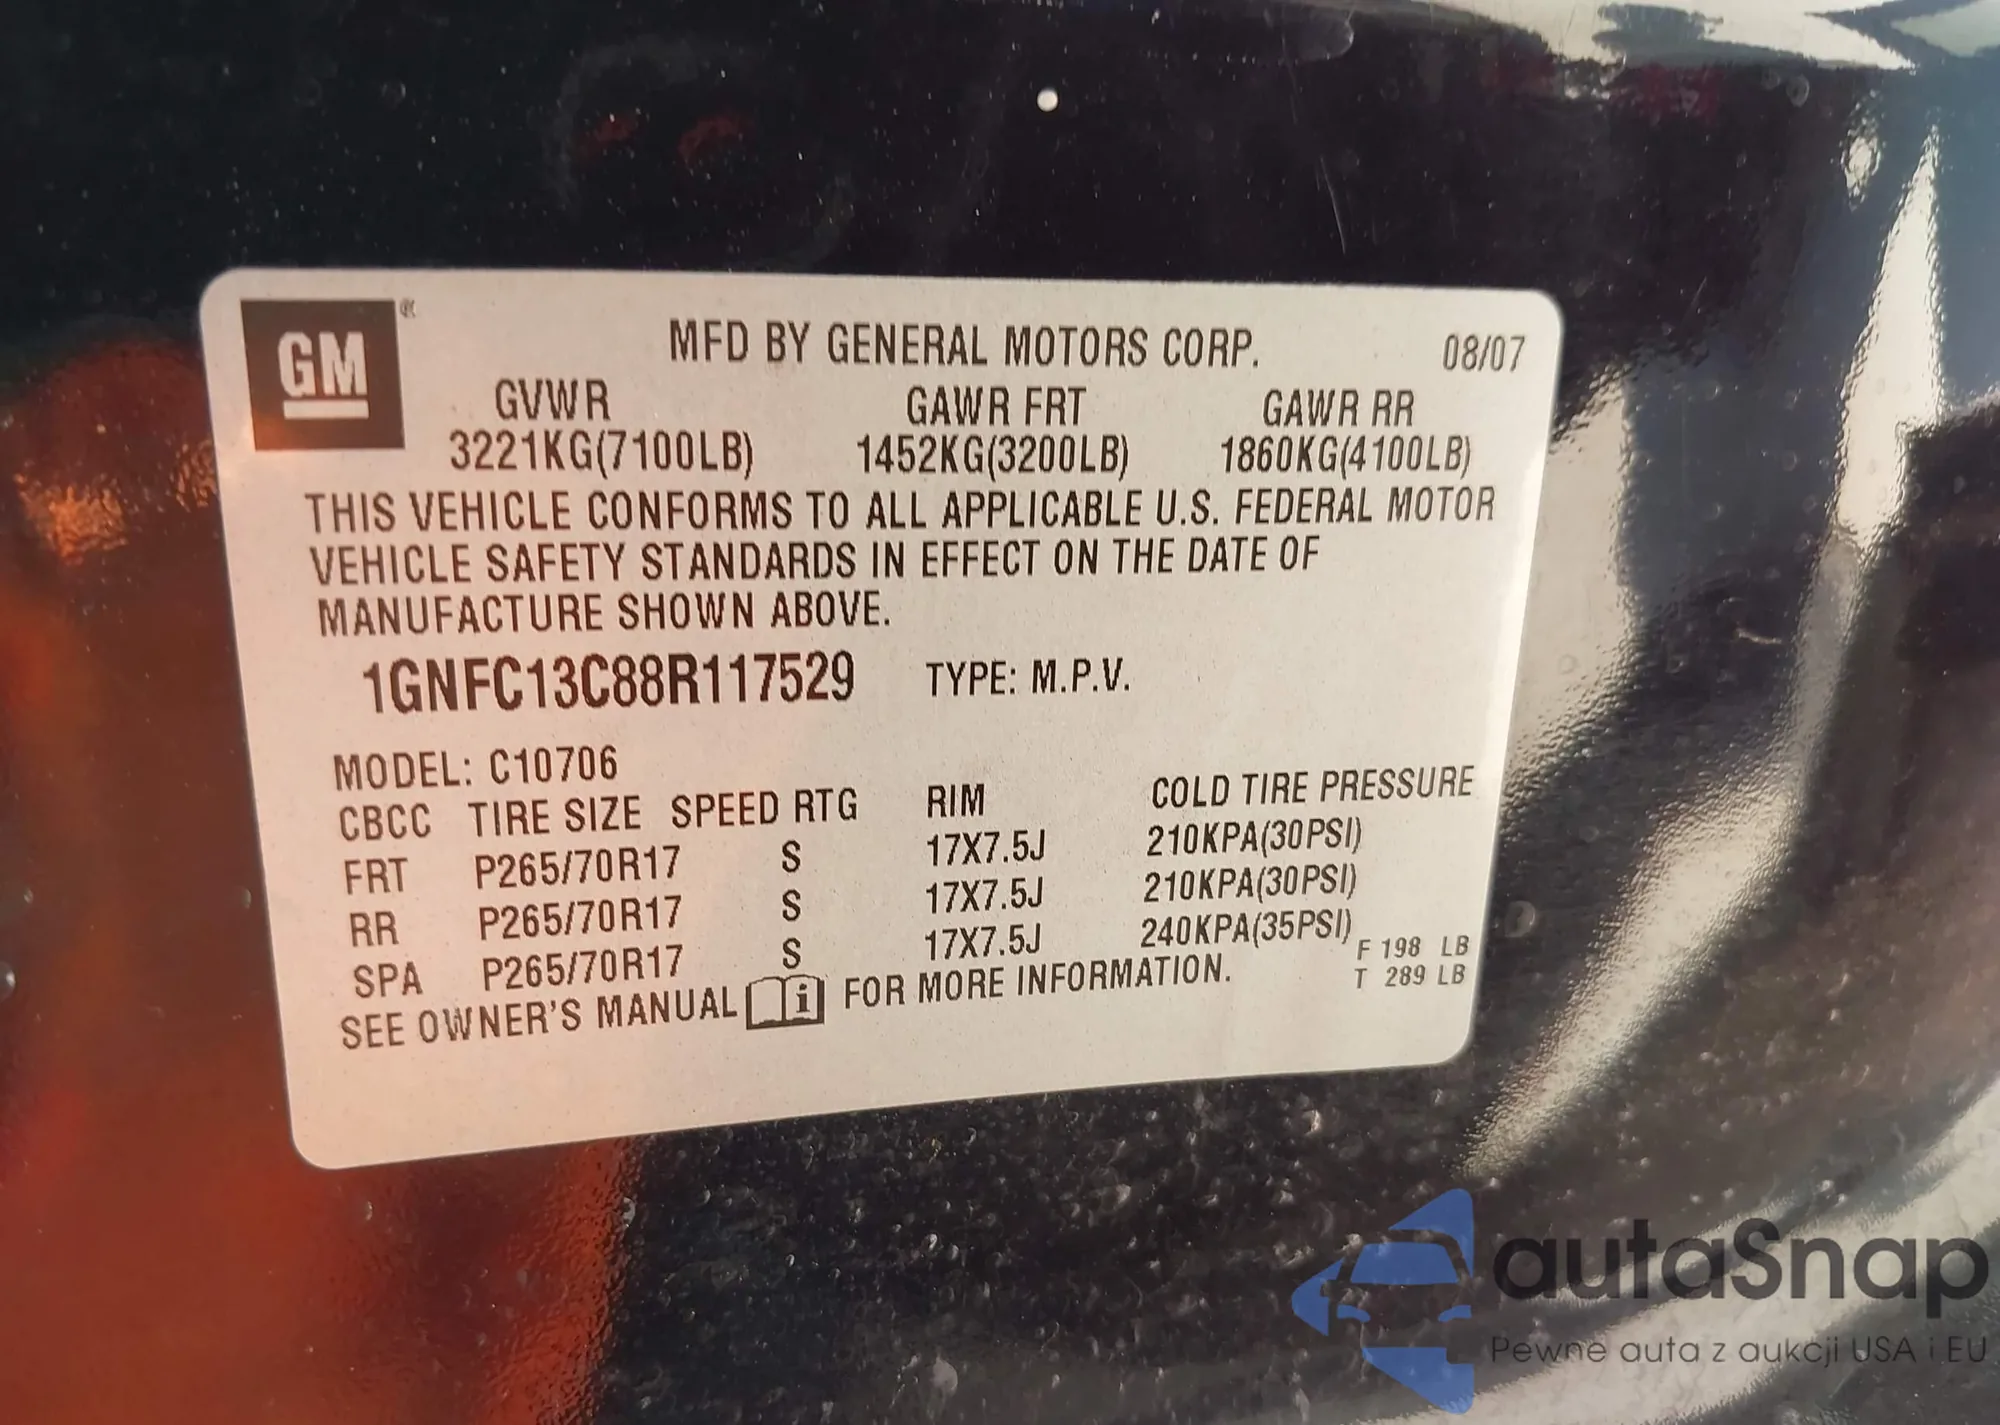 GM ®
MFD BY GENERAL MOTORS CORP. 08/07
GVWR GAWR FRT GAWR RR
3221KG(7100LB) 1452KG(3200LB) 1860KG(4100LB)
THIS VEHICLE CONFORMS TO ALL APPLICABLE U.S. FEDERAL MOTOR
VEHICLE SAFETY STANDARDS IN EFFECT ON THE DATE OF
MANUFACTURE SHOWN ABOVE.
1GNFC13C88R117529 TYPE: M.P.V.
MODEL: C10706
CBCC TIRE SIZE SPEED RTG RIM COLD TIRE PRESSURE
FRT P265/70R17 S 17X7.5J 210KPA(30PSI)
RR P265/70R17 S 17X7.5J 210KPA(30PSI)
SPA P265/70R17 S 17X7.5J 240KPA(35PSI)
F 198 LB
T 289 LB
SEE OWNER'S MANUAL i FOR MORE INFORMATION.
autaSnap
Pewne auta z aukcji USA i EU